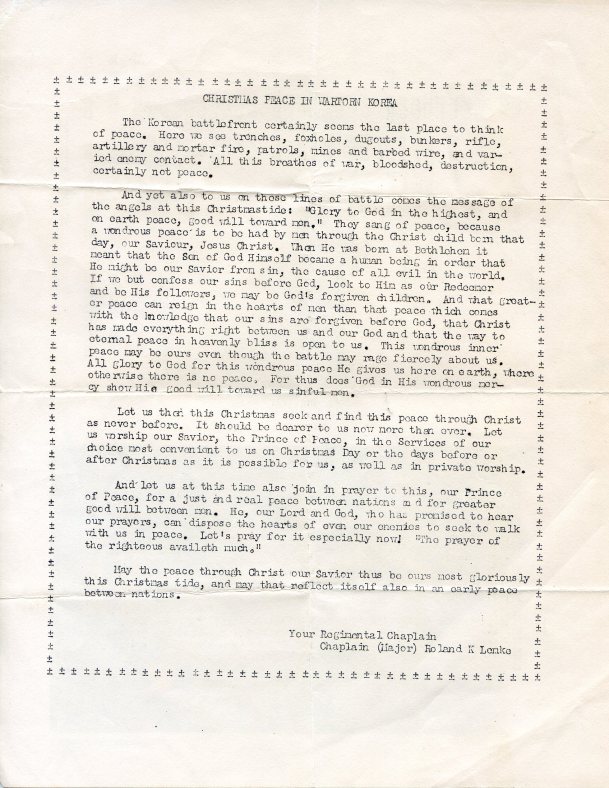 ± ± ± ± ± ± ± ± ± ± ± ± ± ± ± ± ± ± ± ± ± ± ± ± ± ± ± ± ± ± ± ± ± ± ± ± ± ± ± ±
CHRISTMAS PEACE IN WARTORN KOREA
The Korean battlefront certainly seems the last place to think
of peace. Here we see trenches, foxholes, dugouts, bunkers, rifle,
artillery and mortar fire, patrols, mines and barbed wire, and var-
ied enemy contact. All this breathes of war, bloodshed, destruction,
certainly not peace.
And yet also to us on these lines of battle comes the message of
the angels at this Christmastide: "Glory to God in the highest, and
on earth peace, good will toward men." They sang of peace, because
a wondrous peace is to be had by men through the Christ child born that
day, our Saviour, Jesus Christ. When He was born at Bethlehem it
meant that the Son of God Himself became a human being in order that
He might be our Savior from sin, the cause of all evil in the world.
If we but confess our sins before God, look to Him as our Redeemer
and be His followers, we may be God's forgiven children. And what great-
er peace can reign in the hearts of men than that peace which comes
with the knowledge that our sins are forgiven before God, that Christ
has made everything right between us and our God and that the way to
eternal peace in heavenly bliss is open to us. This wondrous inner
peace may be ours even though the battle may rage fiercely about us.
All glory to God for this wondrous peace He gives us here on earth, where
otherwise there is no peace. For thus does God in His wondrous mer-
cy show His good will toward us sinful men.
Let us then this Christmas seek and find this peace through Christ
as never before. It should be dearer to us now more than ever. Let
us worship our Savior, the Prince of Peace, in the Services of our
choice most convenient to us on Christmas Day or the days before or
after Christmas as it is possible for us, as well as in private worship.
And let us at this time also join in prayer to this, our Prince
of Peace, for a just and real peace between nations and for greater
good will between men. He, our Lord and God, who has promised to hear
our prayers, can dispose the hearts of even our enemies to seek to walk
with us in peace. Let's pray for it especially now! "The prayer of
the righteous availeth much."
May the peace through Christ our Savior thus be ours most gloriously
this Christmas tide, and may that reflect itself also in an early peace
between nations.
Your Regimental Chaplain
Chaplain (Major) Roland K Lemke
± ± ± ± ± ± ± ± ± ± ± ± ± ± ± ± ± ± ± ± ± ± ± ± ± ± ± ± ± ± ± ± ± ± ± ± ± ± ± ±